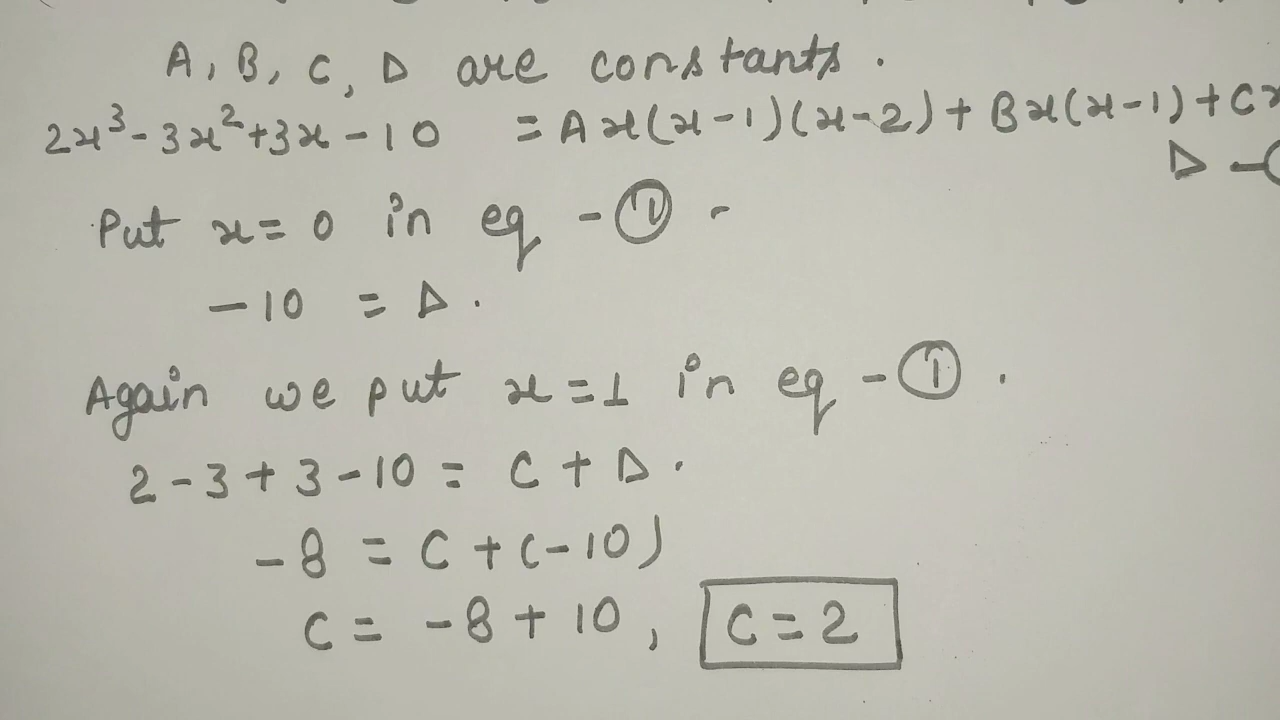 A, B, C, D are constants.
2x³-3x²+3x-10 = Ax(x-1)(x-2)+Bx(x-1)+Cx
D -
Put x=0 in eq - ① -
-10 = D.
Again we put x=1 in eq - ① .
2-3+3-10 = C+D.
-8 = C+(-10)
C = -8+10, C=2